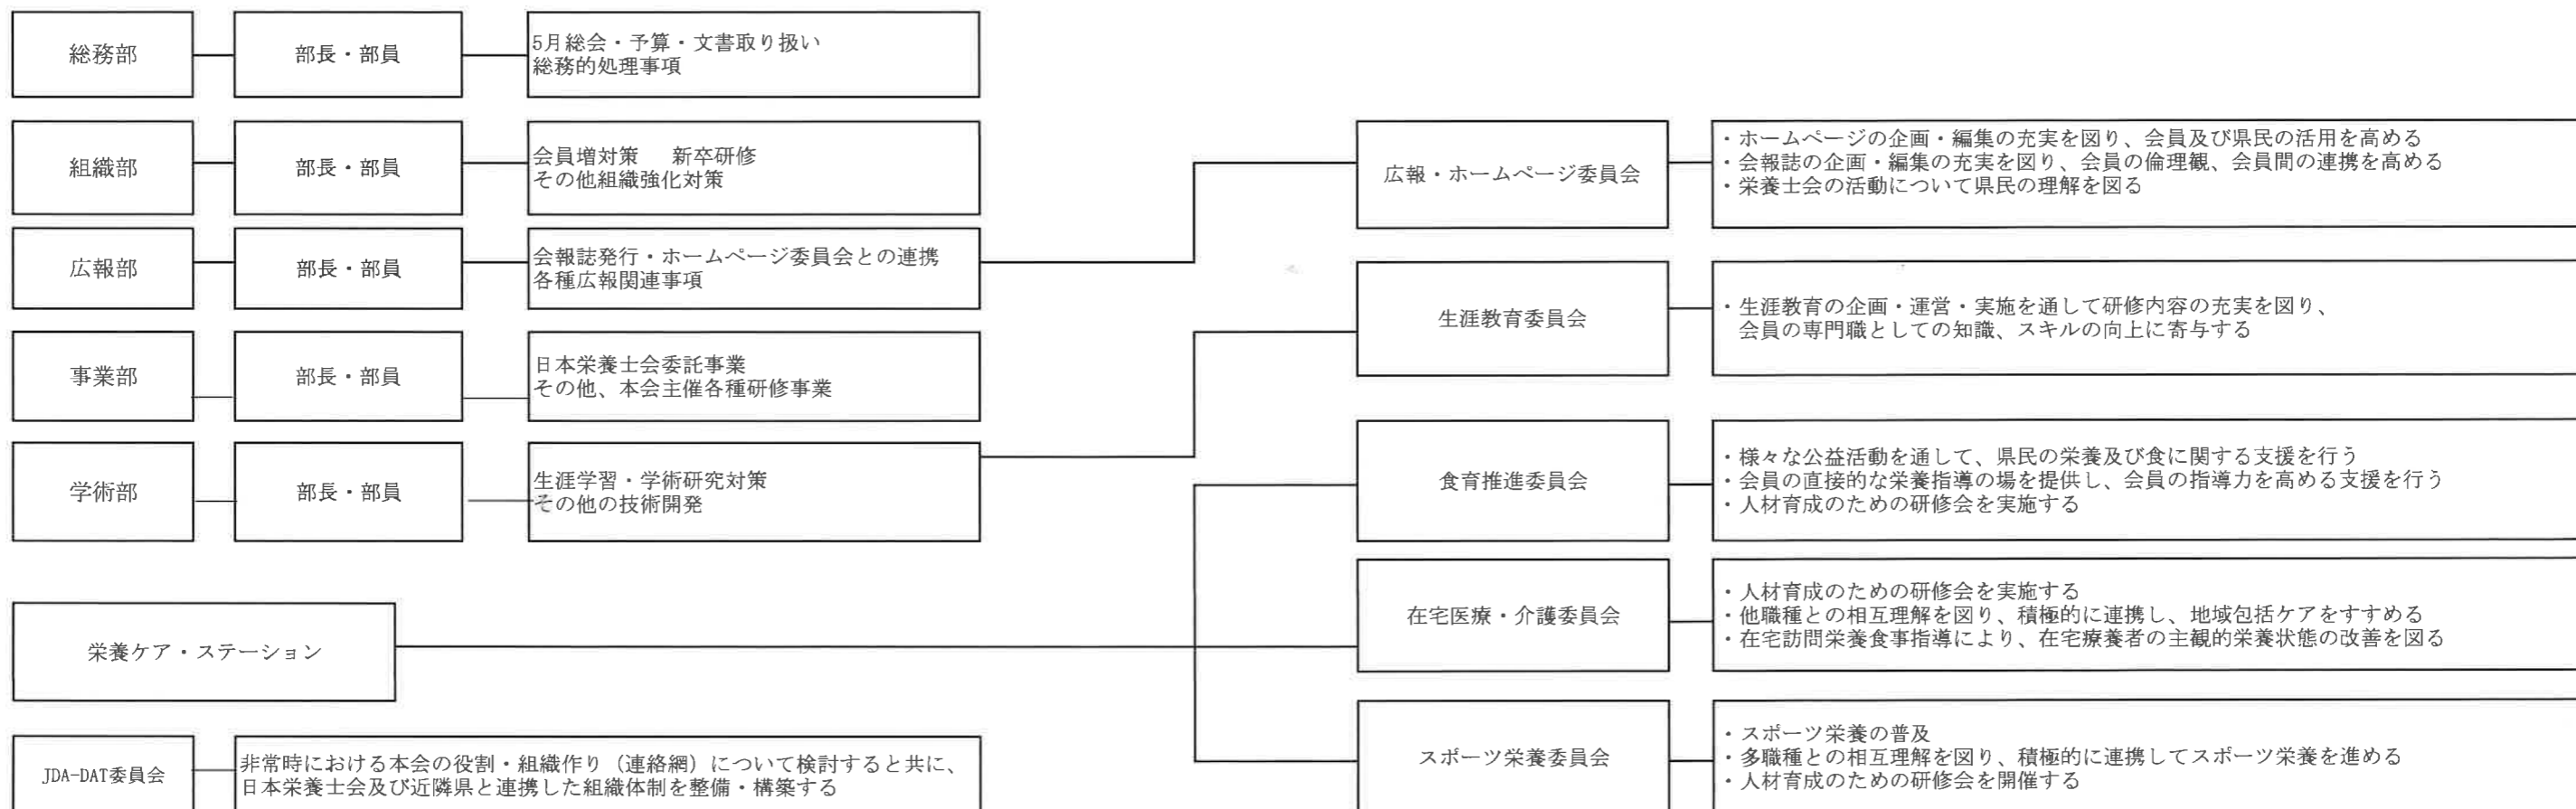 総務部
部長・部員
5月総会・予算・文書取り扱い
総務的処理事項
組織部
部長・部員
会員増対策　新卒研修
その他組織強化対策
広報部
部長・部員
会報誌発行・ホームページ委員会との連携
各種広報関連事項
事業部
部長・部員
日本栄養士会委託事業
その他、本会主催各種研修事業
学術部
部長・部員
生涯学習・学術研究対策
その他の技術開発
栄養ケア・ステーション
JDA-DAT委員会
非常時における本会の役割・組織作り（連絡網）について検討すると共に、
日本栄養士会及び近隣県と連携した組織体制を整備・構築する
広報・ホームページ委員会
・ホームページの企画・編集の充実を図り、会員及び県民の活用を高める
・会報誌の企画・編集の充実を図り、会員の倫理観、会員間の連携を高める
・栄養士会の活動について県民の理解を図る
生涯教育委員会
・生涯教育の企画・運営・実施を通して研修内容の充実を図り、
会員の専門職としての知識、スキルの向上に寄与する
食育推進委員会
・様々な公益活動を通して、県民の栄養及び食に関する支援を行う
・会員の直接的な栄養指導の場を提供し、会員の指導力を高める支援を行う
・人材育成のための研修会を実施する
在宅医療・介護委員会
・人材育成のための研修会を実施する
・他職種との相互理解を図り、積極的に連携し、地域包括ケアをすすめる
・在宅訪問栄養食事指導により、在宅療養者の主観的栄養状態の改善を図る
スポーツ栄養委員会
・スポーツ栄養の普及
・多職種との相互理解を図り、積極的に連携してスポーツ栄養を進める
・人材育成のための研修会を開催する